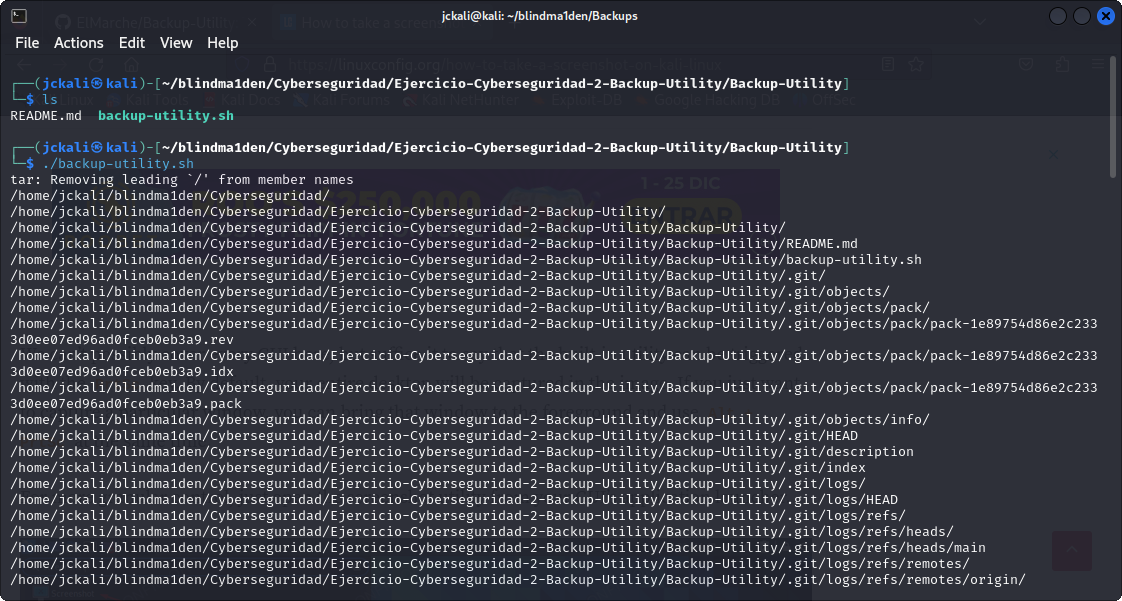 jckali@kali: ~/blindma1den/Backups
File Actions Edit View Help
┌──(jckali㉿kali)-[~/blindma1den/Cyberseguridad/Ejercicio-Cyberseguridad-2-Backup-Utility/Backup-Utility]
└─$ ls
README.md  backup-utility.sh
┌──(jckali㉿kali)-[~/blindma1den/Cyberseguridad/Ejercicio-Cyberseguridad-2-Backup-Utility/Backup-Utility]
└─$ ./backup-utility.sh
tar: Removing leading `/' from member names
/home/jckali/blindma1den/Cyberseguridad/
/home/jckali/blindma1den/Cyberseguridad/Ejercicio-Cyberseguridad-2-Backup-Utility/
/home/jckali/blindma1den/Cyberseguridad/Ejercicio-Cyberseguridad-2-Backup-Utility/Backup-Utility/
/home/jckali/blindma1den/Cyberseguridad/Ejercicio-Cyberseguridad-2-Backup-Utility/Backup-Utility/README.md
/home/jckali/blindma1den/Cyberseguridad/Ejercicio-Cyberseguridad-2-Backup-Utility/Backup-Utility/backup-utility.sh
/home/jckali/blindma1den/Cyberseguridad/Ejercicio-Cyberseguridad-2-Backup-Utility/Backup-Utility/.git/
/home/jckali/blindma1den/Cyberseguridad/Ejercicio-Cyberseguridad-2-Backup-Utility/Backup-Utility/.git/objects/
/home/jckali/blindma1den/Cyberseguridad/Ejercicio-Cyberseguridad-2-Backup-Utility/Backup-Utility/.git/objects/pack/
/home/jckali/blindma1den/Cyberseguridad/Ejercicio-Cyberseguridad-2-Backup-Utility/Backup-Utility/.git/objects/pack/pack-1e89754d86e2c233
3d0ee07ed96ad0fceb0eb3a9.rev
/home/jckali/blindma1den/Cyberseguridad/Ejercicio-Cyberseguridad-2-Backup-Utility/Backup-Utility/.git/objects/pack/pack-1e89754d86e2c233
3d0ee07ed96ad0fceb0eb3a9.idx
/home/jckali/blindma1den/Cyberseguridad/Ejercicio-Cyberseguridad-2-Backup-Utility/Backup-Utility/.git/objects/pack/pack-1e89754d86e2c233
3d0ee07ed96ad0fceb0eb3a9.pack
/home/jckali/blindma1den/Cyberseguridad/Ejercicio-Cyberseguridad-2-Backup-Utility/Backup-Utility/.git/objects/info/
/home/jckali/blindma1den/Cyberseguridad/Ejercicio-Cyberseguridad-2-Backup-Utility/Backup-Utility/.git/HEAD
/home/jckali/blindma1den/Cyberseguridad/Ejercicio-Cyberseguridad-2-Backup-Utility/Backup-Utility/.git/description
/home/jckali/blindma1den/Cyberseguridad/Ejercicio-Cyberseguridad-2-Backup-Utility/Backup-Utility/.git/index
/home/jckali/blindma1den/Cyberseguridad/Ejercicio-Cyberseguridad-2-Backup-Utility/Backup-Utility/.git/logs/
/home/jckali/blindma1den/Cyberseguridad/Ejercicio-Cyberseguridad-2-Backup-Utility/Backup-Utility/.git/logs/HEAD
/home/jckali/blindma1den/Cyberseguridad/Ejercicio-Cyberseguridad-2-Backup-Utility/Backup-Utility/.git/logs/refs/
/home/jckali/blindma1den/Cyberseguridad/Ejercicio-Cyberseguridad-2-Backup-Utility/Backup-Utility/.git/logs/refs/heads/
/home/jckali/blindma1den/Cyberseguridad/Ejercicio-Cyberseguridad-2-Backup-Utility/Backup-Utility/.git/logs/refs/heads/main
/home/jckali/blindma1den/Cyberseguridad/Ejercicio-Cyberseguridad-2-Backup-Utility/Backup-Utility/.git/logs/refs/remotes/
/home/jckali/blindma1den/Cyberseguridad/Ejercicio-Cyberseguridad-2-Backup-Utility/Backup-Utility/.git/logs/refs/remotes/origin/